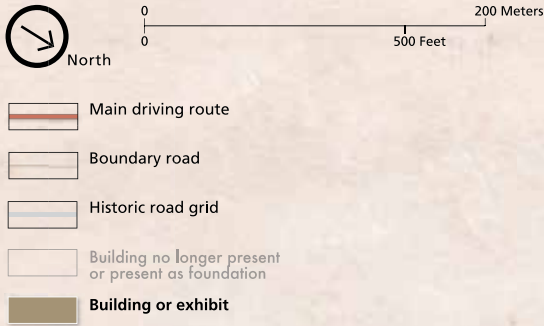 0
200 Meters
0
500 Feet
North
Main driving route
Boundary road
Historic road grid
Building no longer present
or present as foundation
Building or exhibit